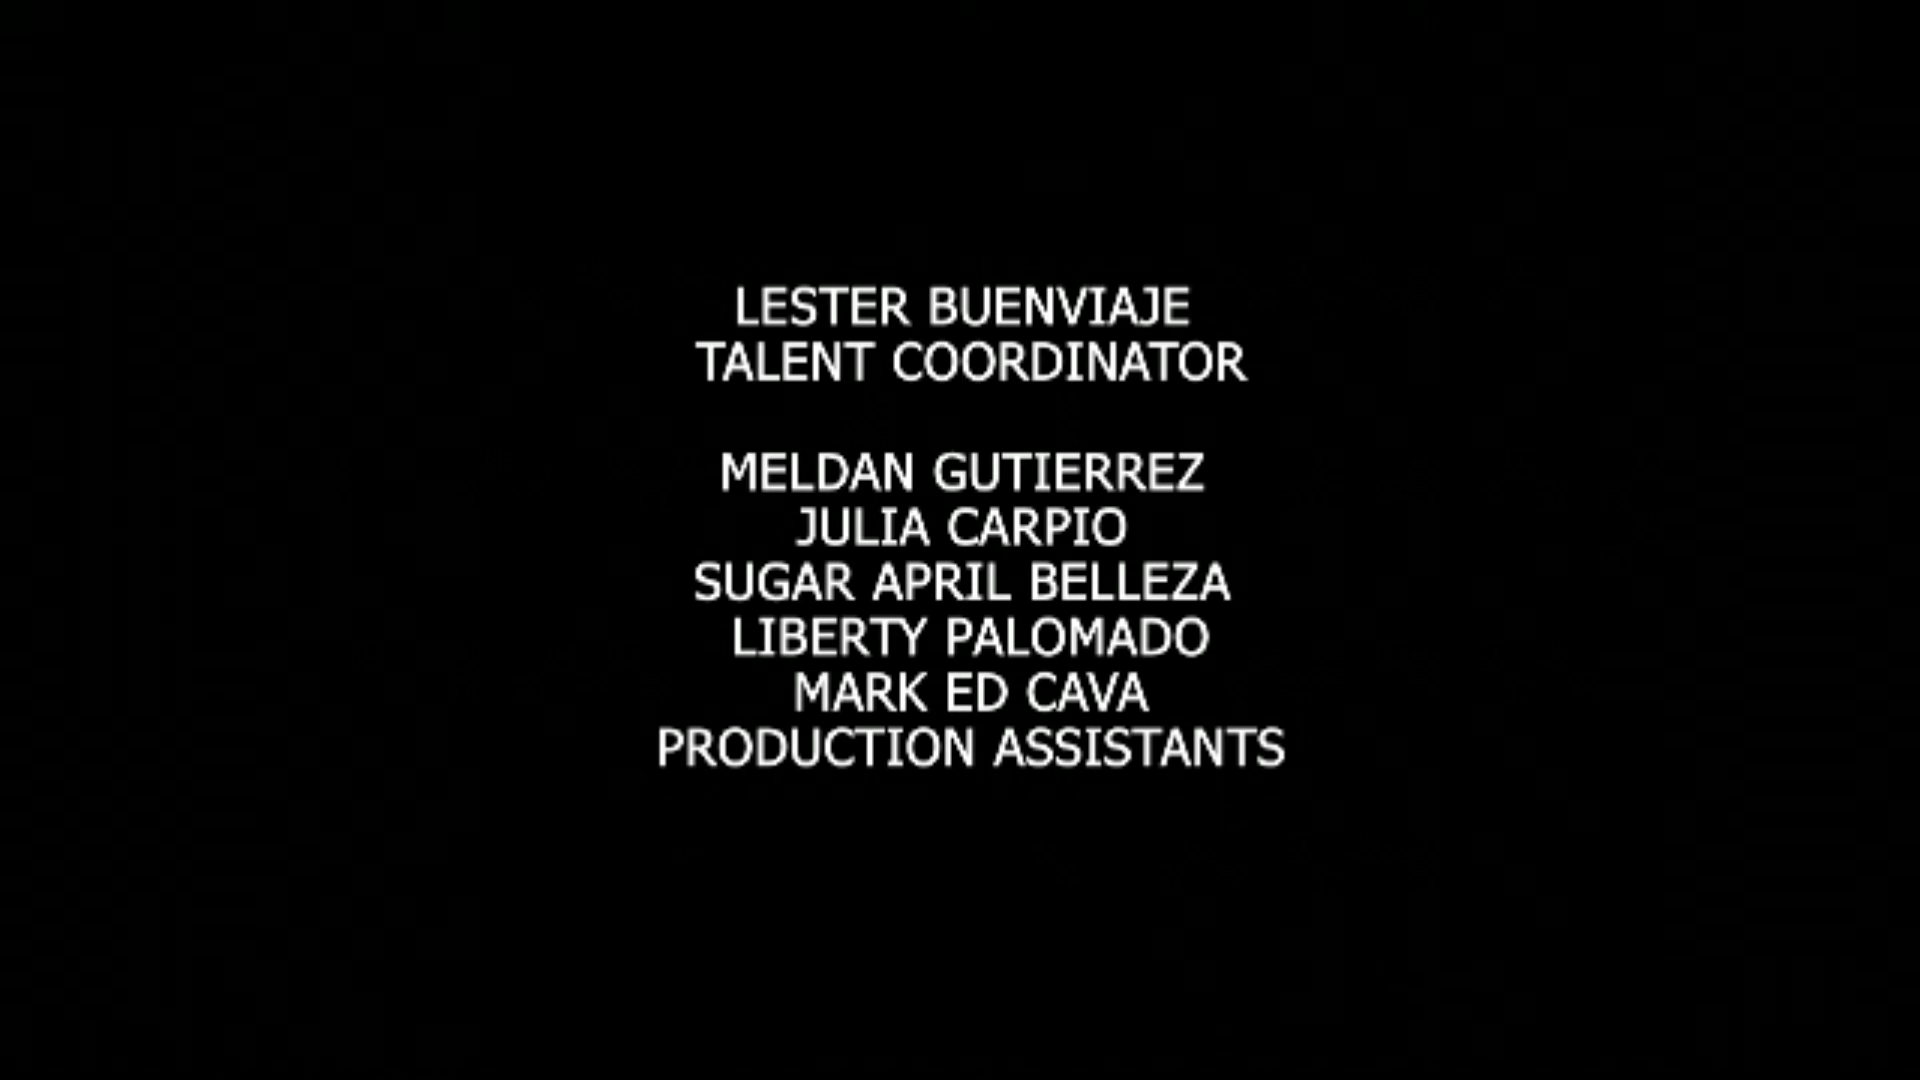 LESTER BUENVIAJE
TALENT COORDINATOR
MELDAN GUTIERREZ
JULIA CARPIO
SUGAR APRIL BELLEZA
LIBERTY PALOMADO
MARK ED CAVA
PRODUCTION ASSISTANTS